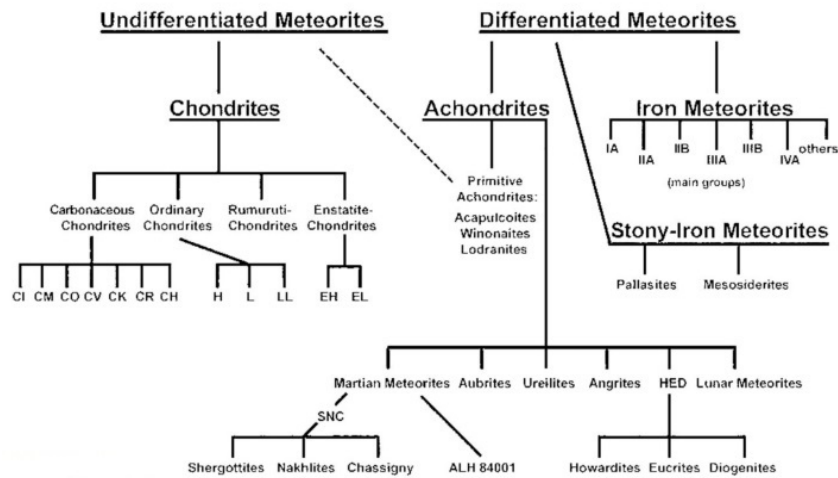 Undifferentiated Meteorites
Differentiated Meteorites
Chondrites
Achondrites
Iron Meteorites
IA
IIA
IIB
IIIA
IIIB
IVA
others
(main groups)
Primitive
Achondrites:
Acapulcoites
Winonaites
Lodranites
Carbonaceous
Chondrites
Ordinary
Chondrites
Rumuruti-
Chondrites
Enstatite-
Chondrites
Stony-Iron Meteorites
Pallasites
Mesosiderites
CI
CM
CO
CV
CK
CR
CH
H
L
LL
EH
EL
Martian Meteorites
Aubrites
Ureilites
Angrites
HED
Lunar Meteorites
SNC
Shergottites
Nakhlites
Chassigny
ALH 84001
Howardites
Eucrites
Diogenites